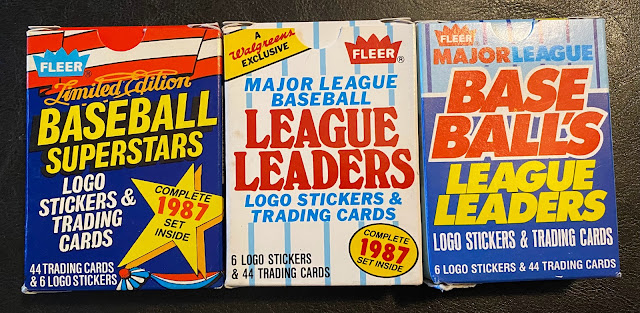 FLEER®
Limited Edition
BASEBALL
SUPERSTARS
LOGO
STICKERS &
TRADING
CARDS
COMPLETE
1987
SET
INSIDE
44 TRADING CARDS
& 6 LOGO STICKERS
A
Walgreens
EXCLUSIVE
FLEER®
MAJOR LEAGUE
BASEBALL
LEAGUE
LEADERS
LOGO STICKERS &
TRADING CARDS
COMPLETE
1987
SET INSIDE
6 LOGO STICKERS
& 44 TRADING CARDS
FLEER
MAJOR LEAGUE
BASE
BALL'S
LEAGUE
LEADERS
LOGO STICKERS & TRADING CARDS
6 LOGO STICKERS & 44 TRADING CARDS